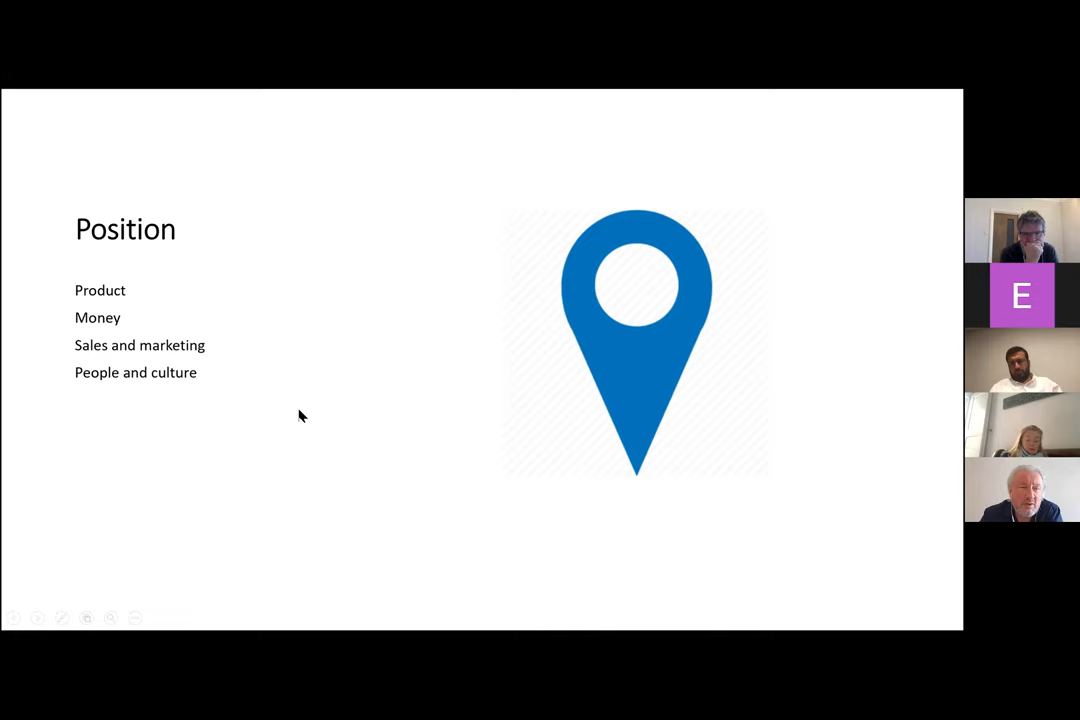 Position
Product
Money
Sales and marketing
People and culture
E